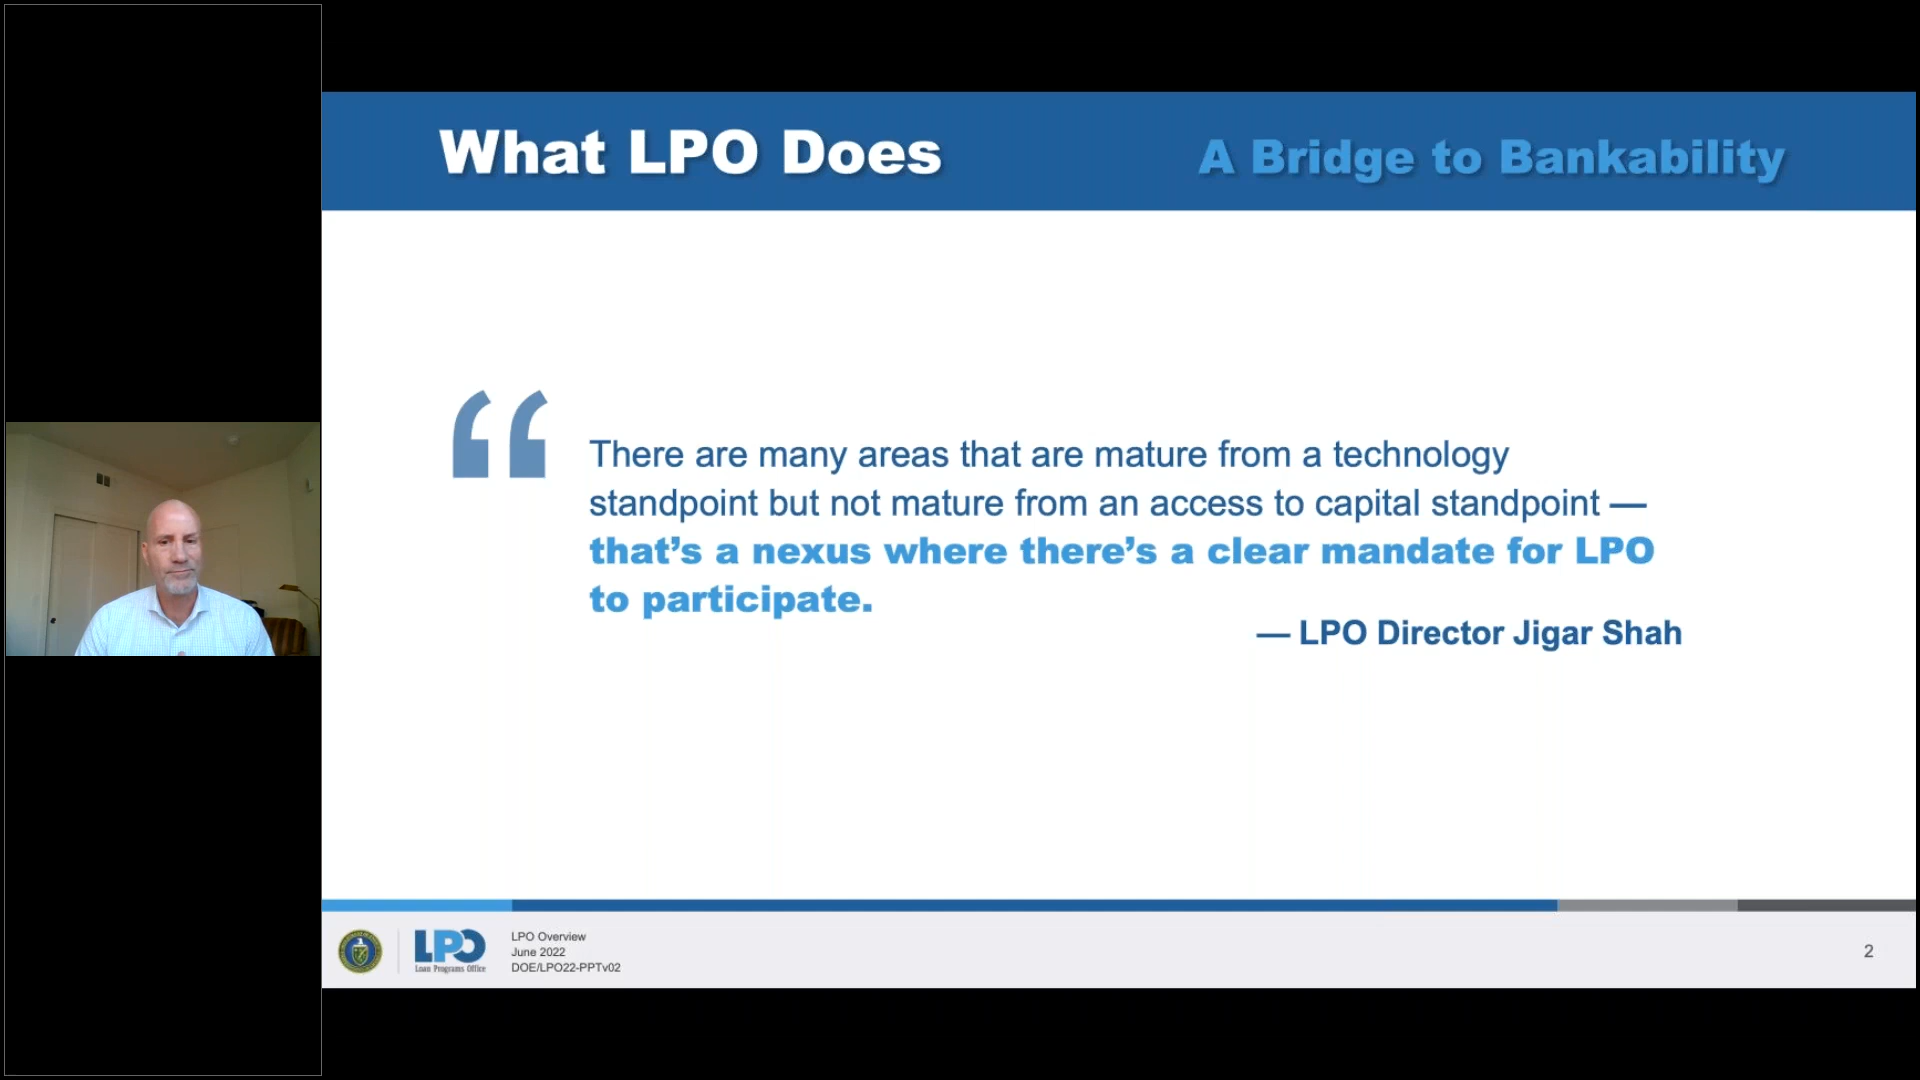 What LPO Does
A Bridge to Bankability
“
There are many areas that are mature from a technology
standpoint but not mature from an access to capital standpoint —
that’s a nexus where there’s a clear mandate for LPO
to participate.
— LPO Director Jigar Shah
LPO
Loan Programs Office
LPO Overview
June 2022
DOE/LPO22-PPTv02
2